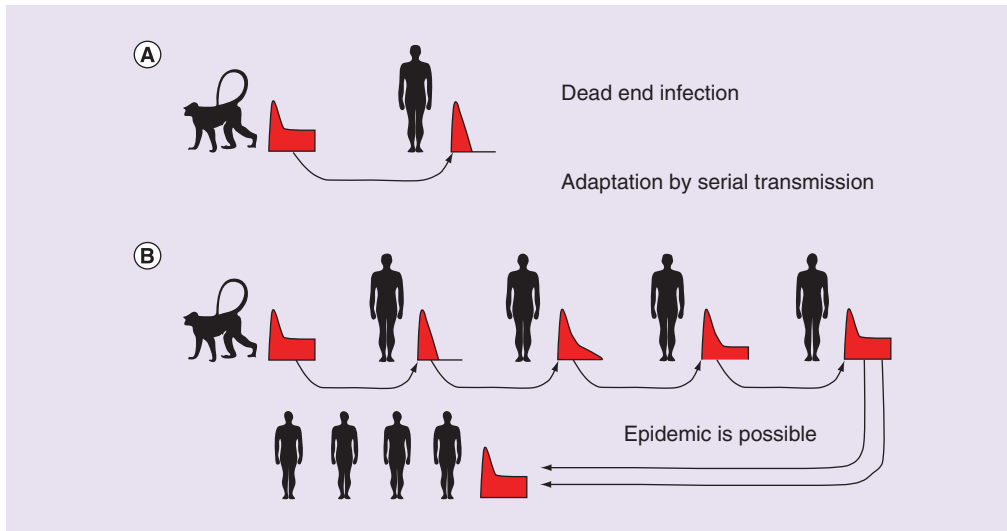 A
Dead end infection
Adaptation by serial transmission
B
Epidemic is possible